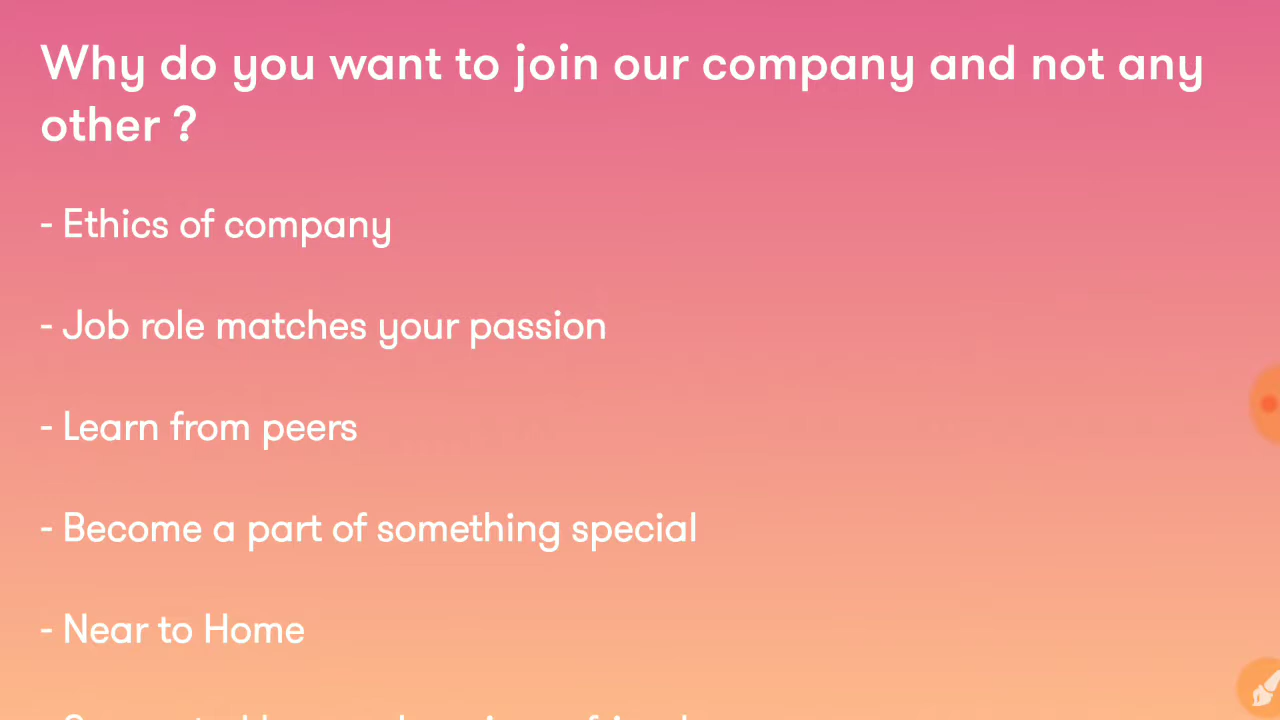 Why do you want to join our company and not any
other ?
- Ethics of company
- Job role matches your passion
- Learn from peers
- Become a part of something special
- Near to Home